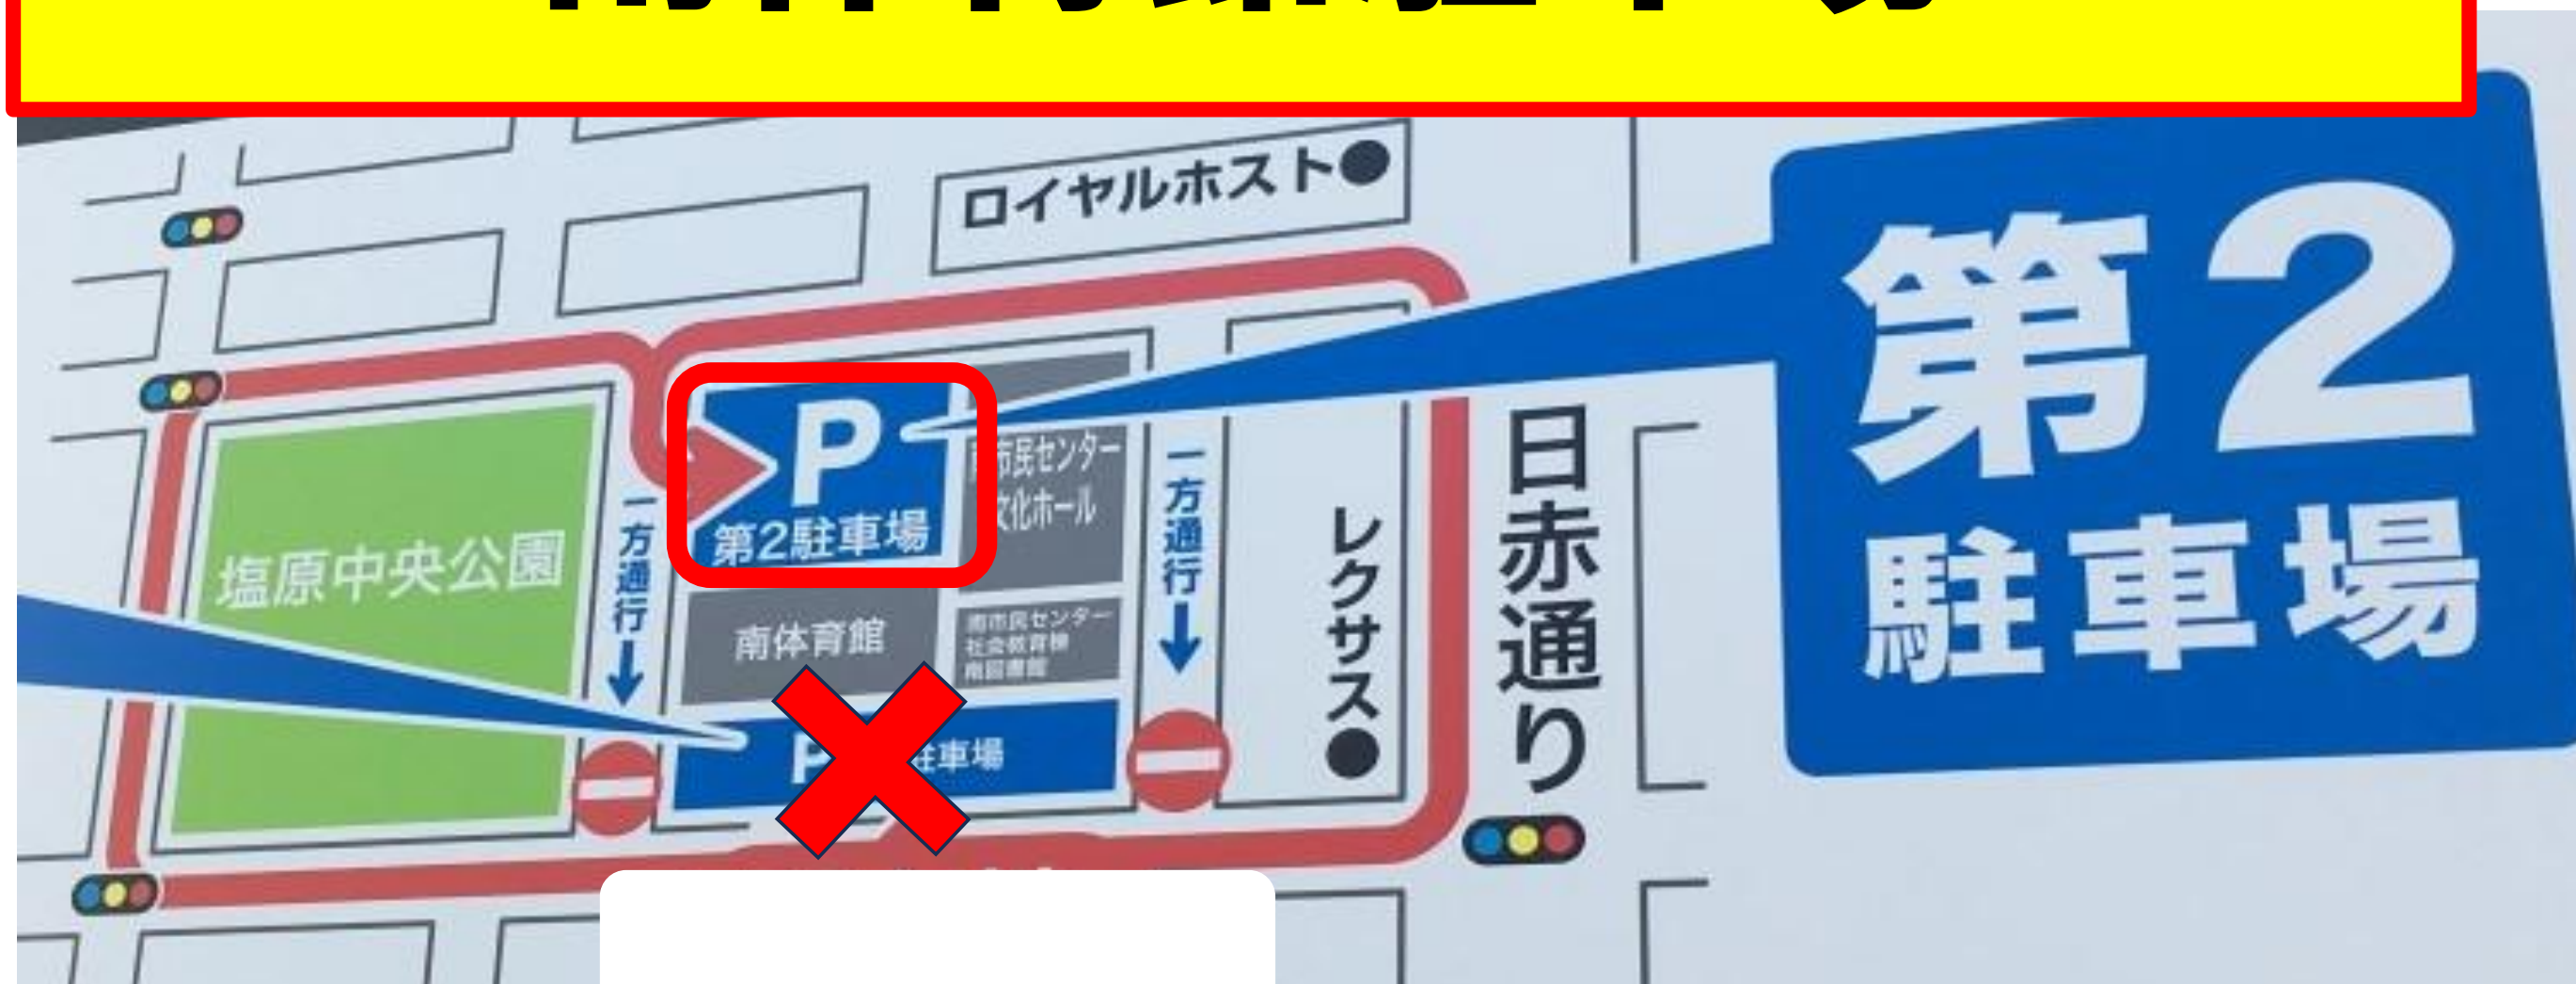 ロイヤルホスト●
第2
駐車場
P
第2駐車場
市民センター
文化ホール
一方通行
一方通行
日赤通り
レクサス●
塩原中央公園
南体育館
南市民センター
社会教育棟
南図書館
P
駐車場